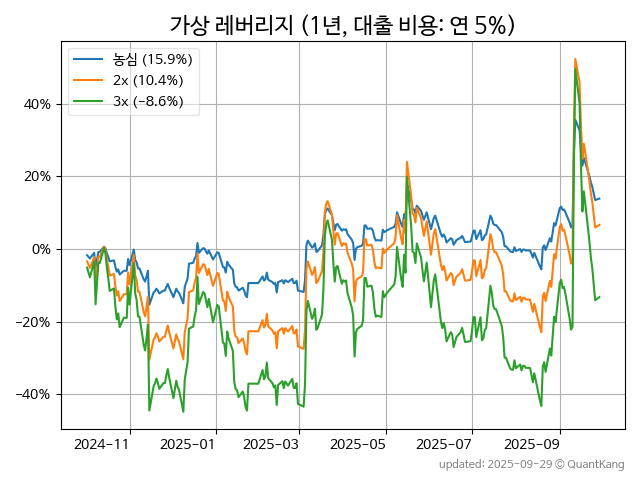 가상 레버리지 (1년, 대출 비용: 연 5%)
농심 (15.9%)
2x (10.4%)
3x (−8.6%)
40%
20%
0%
−20%
−40%
2024−11 2025−01 2025−03 2025−05 2025−07 2025−09
updated: 2025-09-29 © QuantKang